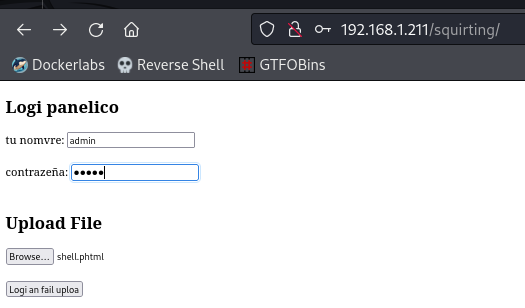 192.168.1.211/squirting/
Dockerlabs Reverse Shell GTFOBins
Logi panelico
tu nomvre: admin
contrazeña: •••••
Upload File
Browse... shell.phtml
Logi an fail uploa